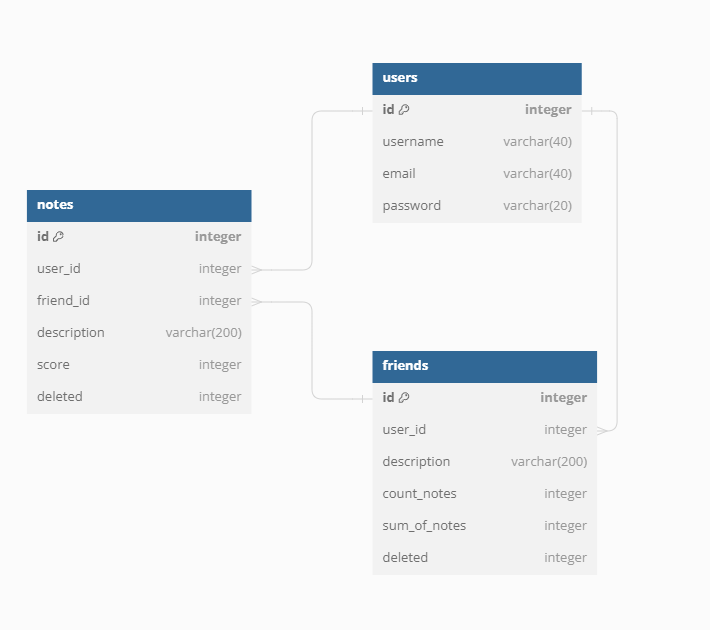 users
id integer
username varchar(40)
email varchar(40)
password varchar(20)
notes
id integer
user_id integer
friend_id integer
description varchar(200)
score integer
deleted integer
friends
id integer
user_id integer
description varchar(200)
count_notes integer
sum_of_notes integer
deleted integer